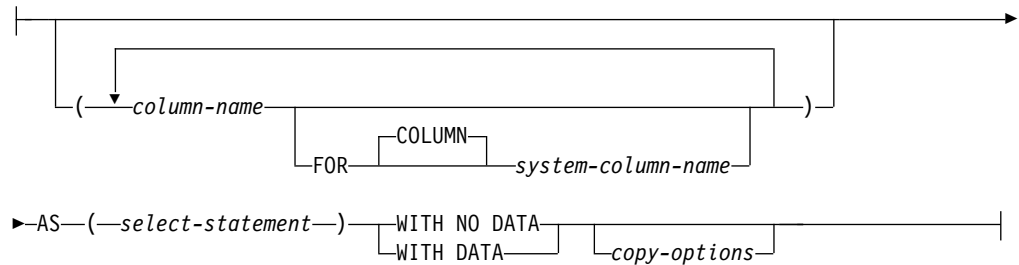 ( column-name )
COLUMN
FOR system-column-name
AS ( select-statement ) WITH NO DATA
WITH DATA copy-options